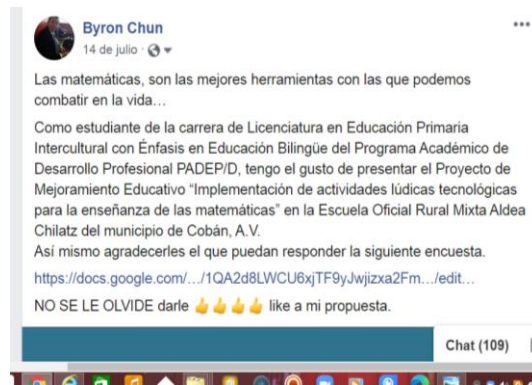 Byron Chun
14 de julio ·
Las matemáticas, son las mejores herramientas con las que podemos
combatir en la vida…
Como estudiante de la carrera de Licenciatura en Educación Primaria
Intercultural con Énfasis en Educación Bilingüe del Programa Académico de
Desarrollo Profesional PADEP/D, tengo el gusto de presentar el Proyecto de
Mejoramiento Educativo “Implementación de actividades lúdicas tecnológicas
para la enseñanza de las matemáticas” en la Escuela Oficial Rural Mixta Aldea
Chilatz del municipio de Cobán, A.V.
Así mismo agradecerles el que puedan responder la siguiente encuesta.
https://docs.google.com/.../1QA2d8LWCU6xjTF9yJwjizxa2Fm.../edit...
NO SE LE OLVIDE darle 👍👍👍👍 like a mi propuesta.
Chat (109)